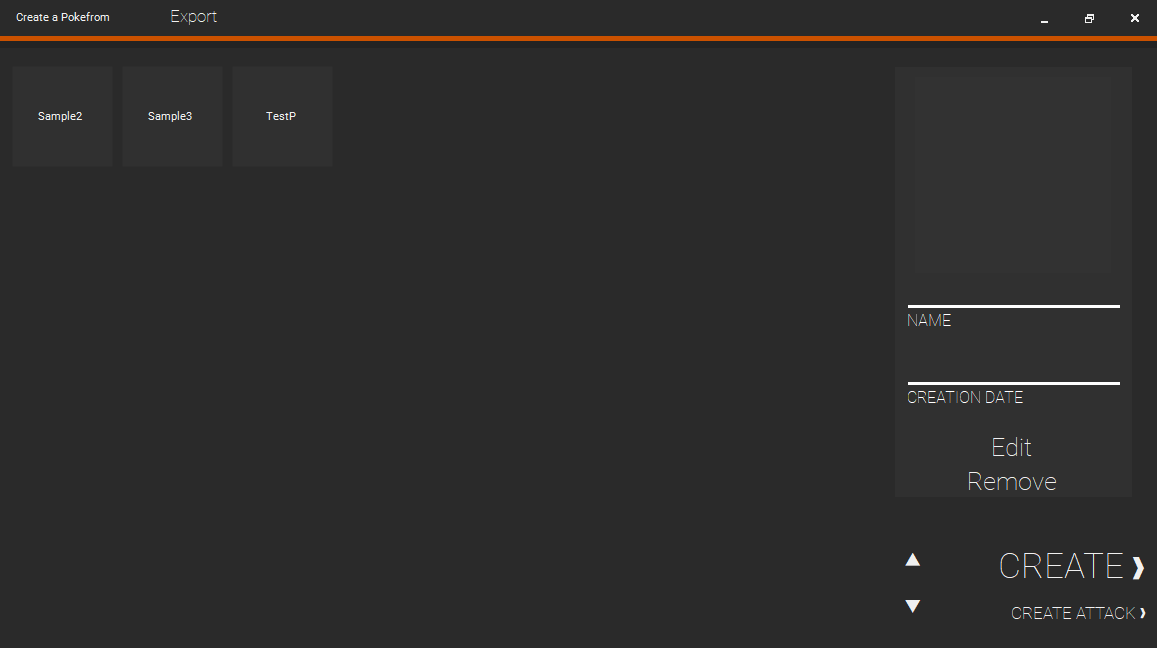 Create a Pokefrom
Export
Sample2
Sample3
TestP
NAME
CREATION DATE
Edit
Remove
CREATE
CREATE ATTACK